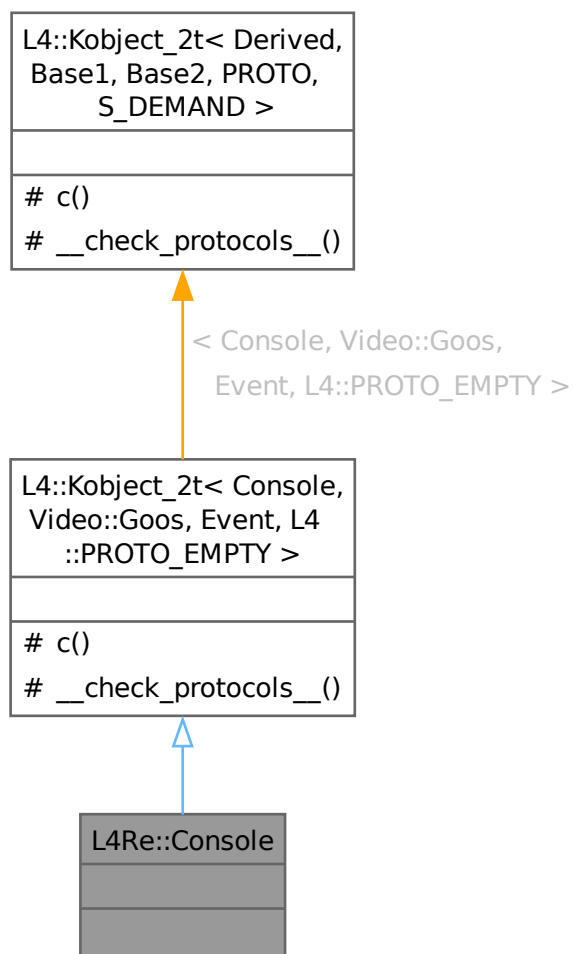 L4::Kobject_2t< Derived,
Base1, Base2, PROTO,
S_DEMAND >
# c()
# __check_protocols__()
< Console, Video::Goos,
Event, L4::PROTO_EMPTY >
L4::Kobject_2t< Console,
Video::Goos, Event, L4
::PROTO_EMPTY >
# c()
# __check_protocols__()
L4Re::Console